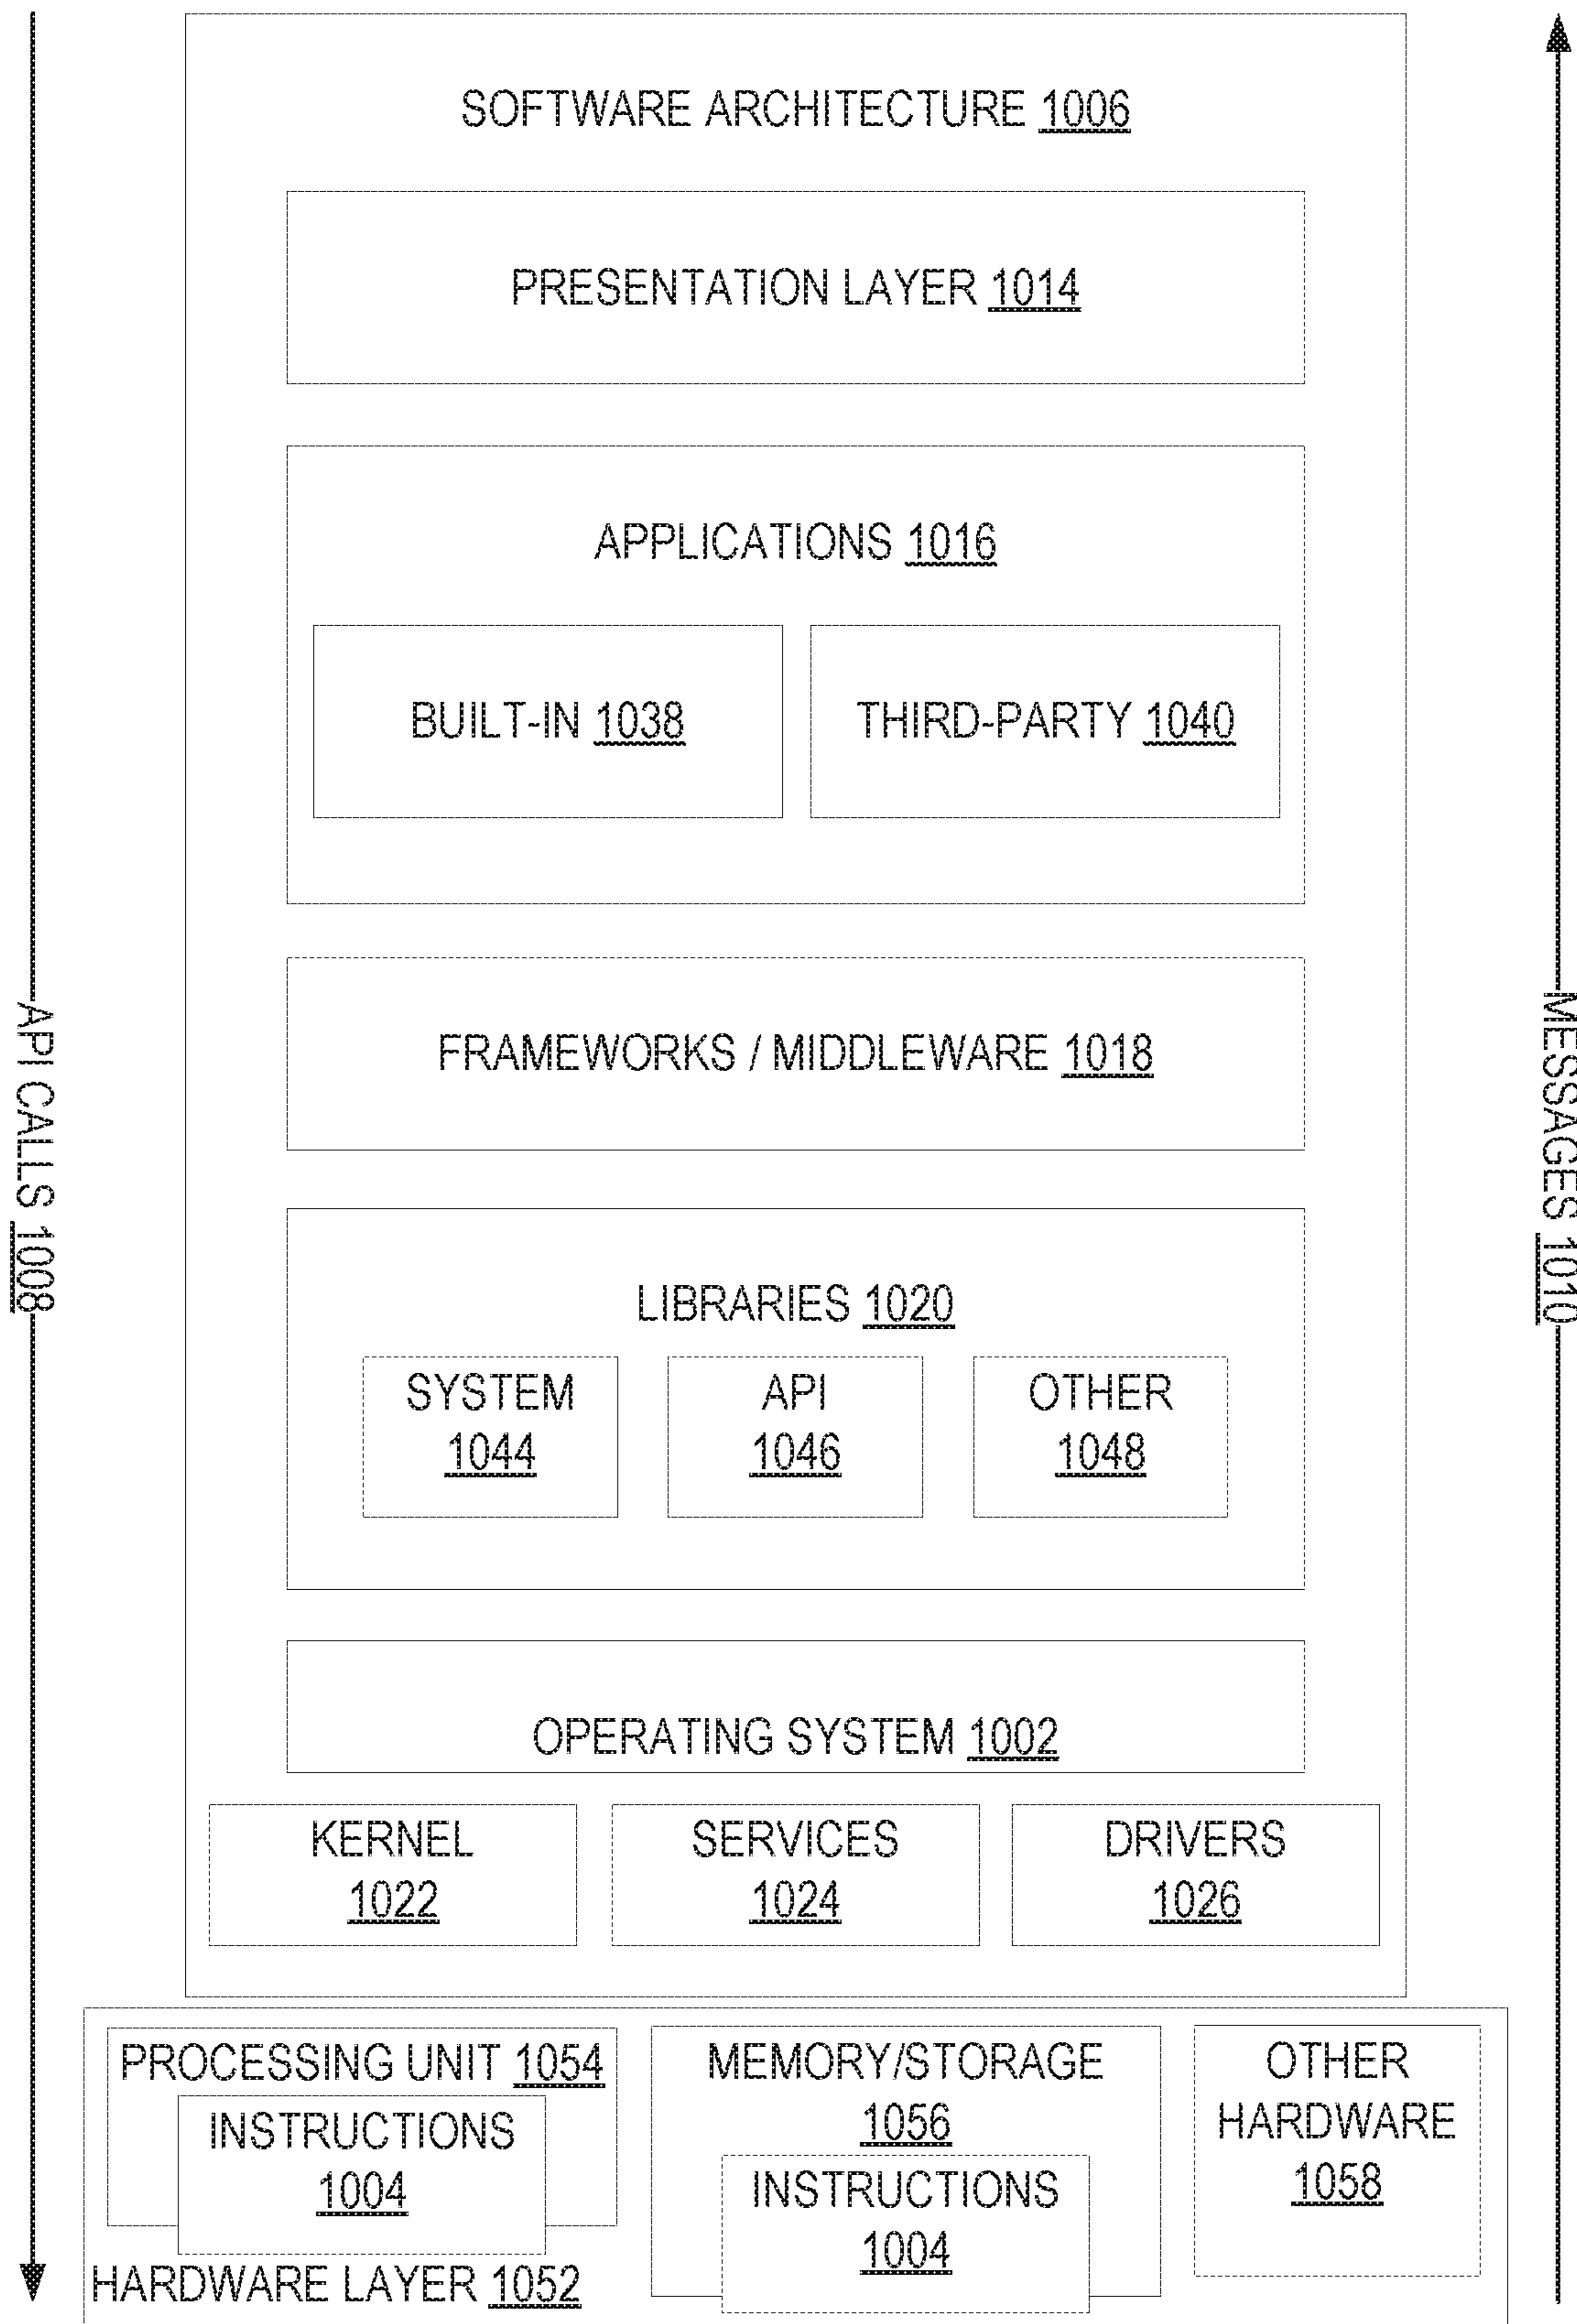 SOFTWARE ARCHITECTURE 1006
PRESENTATION LAYER 1014
APPLICATIONS 1016
BUILT-IN 1038
THIRD-PARTY 1040
FRAMEWORKS / MIDDLEWARE 1018
API CALLS 1008
MESSAGES 1010
LIBRARIES 1020
SYSTEM
1044
API
1046
OTHER
1048
OPERATING SYSTEM 1002
KERNEL
1022
SERVICES
1024
DRIVERS
1026
PROCESSING UNIT 1054
INSTRUCTIONS
1004
MEMORY/STORAGE
1056
INSTRUCTIONS
1004
OTHER
HARDWARE
1058
HARDWARE LAYER 1052